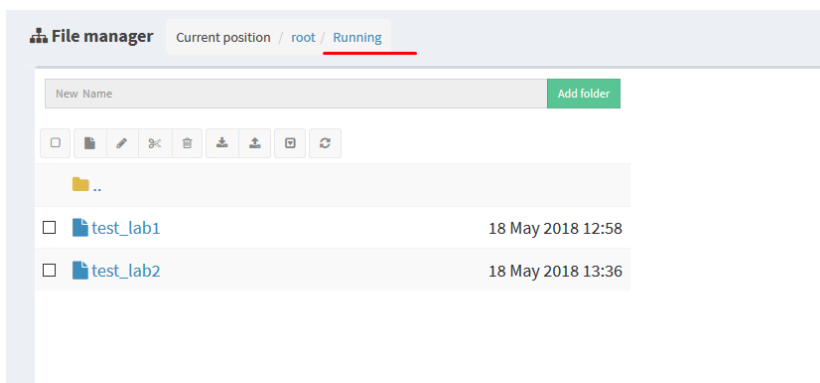 File manager Current position / root / Running
New Name Add folder
..
test_lab1 18 May 2018 12:58
test_lab2 18 May 2018 13:36